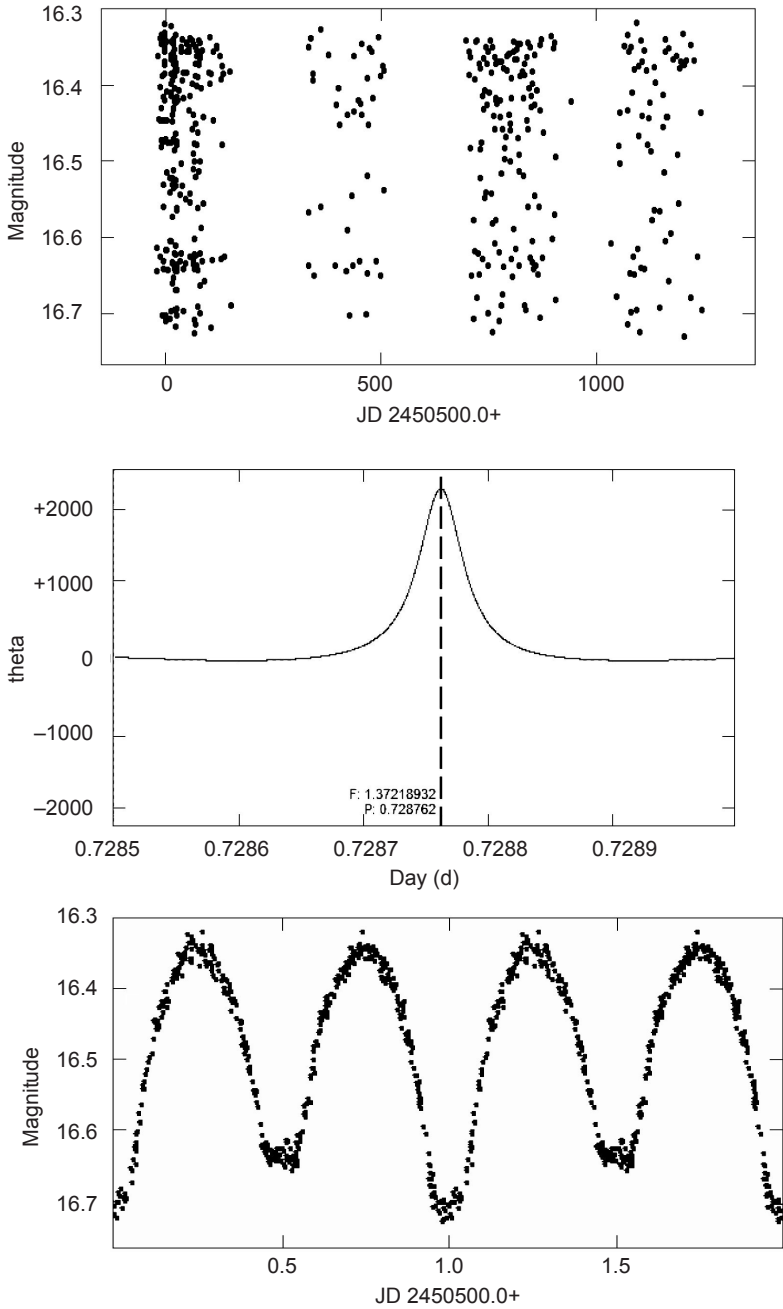 16.3
16.4
16.5
16.6
16.7
Magnitude
0 500 1000
JD 2450500.0+
+2000
+1000
0
–1000
–2000
theta
F: 1.37218932
P: 0.728762
0.7285 0.7286 0.7287 0.7288 0.7289
Day (d)
16.3
16.4
16.5
16.6
16.7
Magnitude
0.5 1.0 1.5
JD 2450500.0+